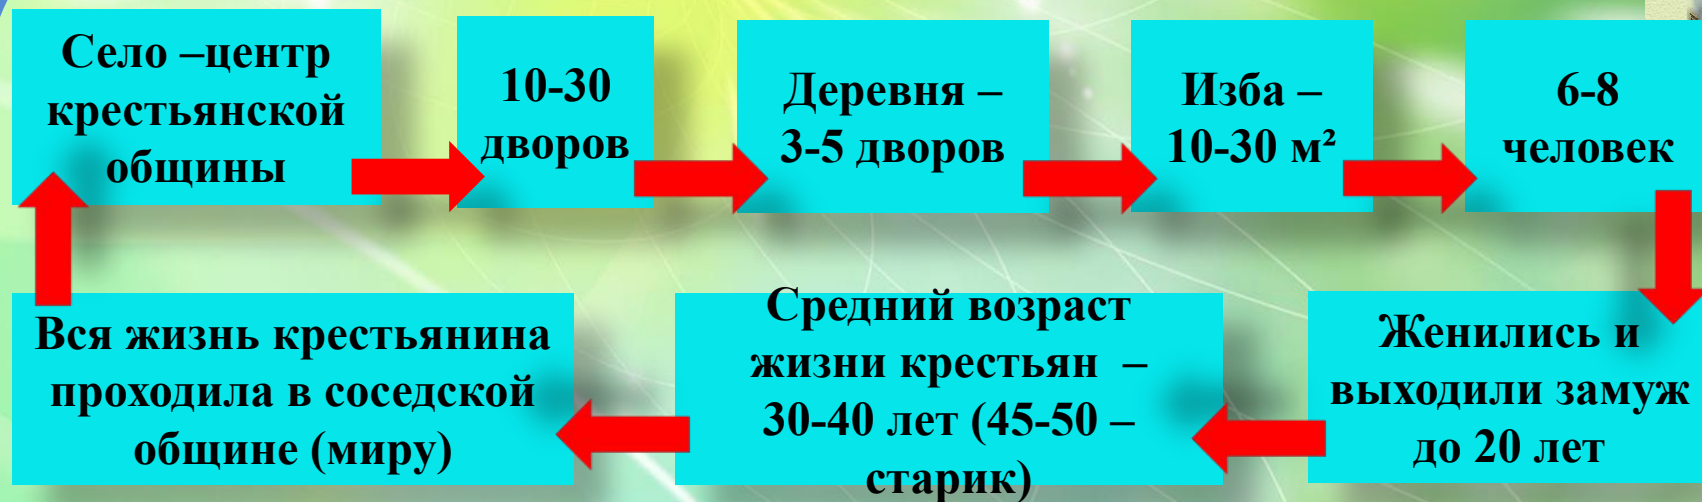 Село –центр
крестьянской
общины
10-30
дворов
Деревня –
3-5 дворов
Изба –
10-30 м²
6-8
человек
Женились и
выходили замуж
до 20 лет
Средний возраст
жизни крестьян –
30-40 лет (45-50 –
старик)
Вся жизнь крестьянина
проходила в соседской
общине (миру)